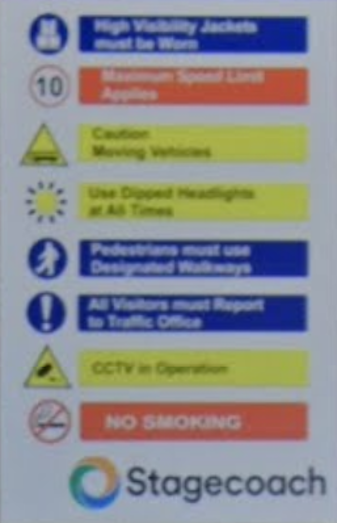 High Visibility Jackets
must be Worn
10
Maximum Speed Limit
Applies
Caution
Moving Vehicles
Use Dipped Headlights
at All Times
Pedestrians must use
Designated Walkways
All Visitors must Report
to Traffic Office
CCTV in Operation
NO SMOKING
Stagecoach